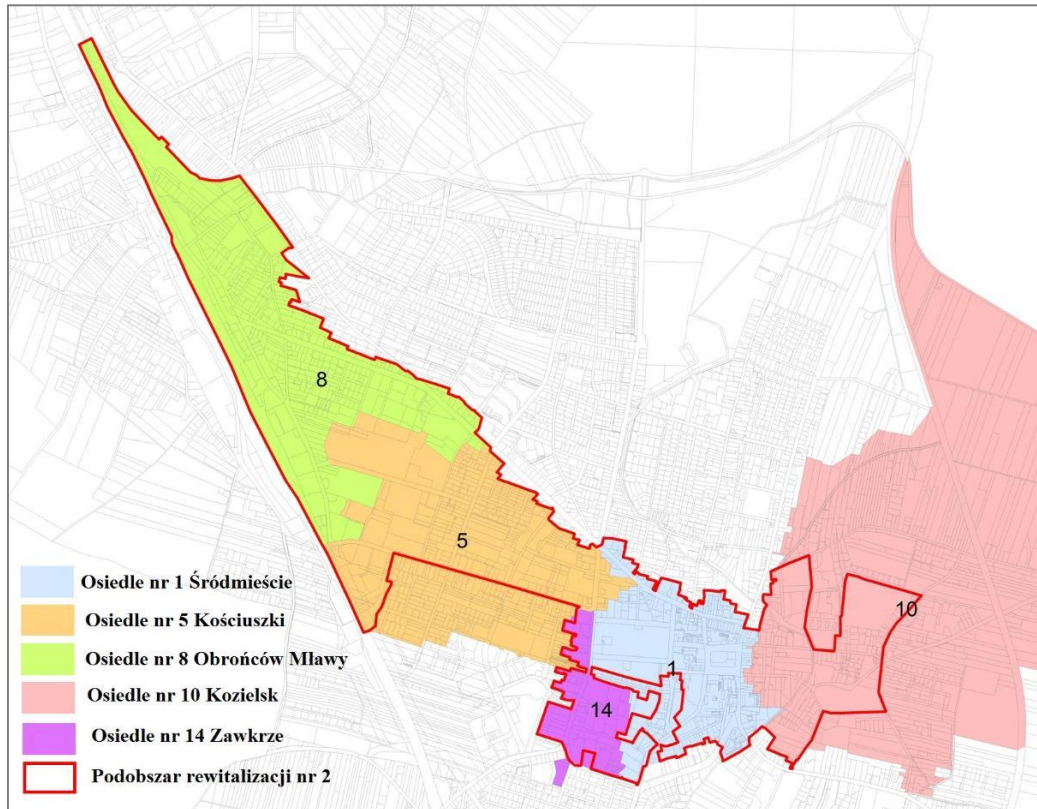 8
5
10
1
14
Osiedle nr 1 Śródmieście
Osiedle nr 5 Kościuszki
Osiedle nr 8 Obrońców Mławy
Osiedle nr 10 Kozielsk
Osiedle nr 14 Zawkrze
Podobszar rewitalizacji nr 2